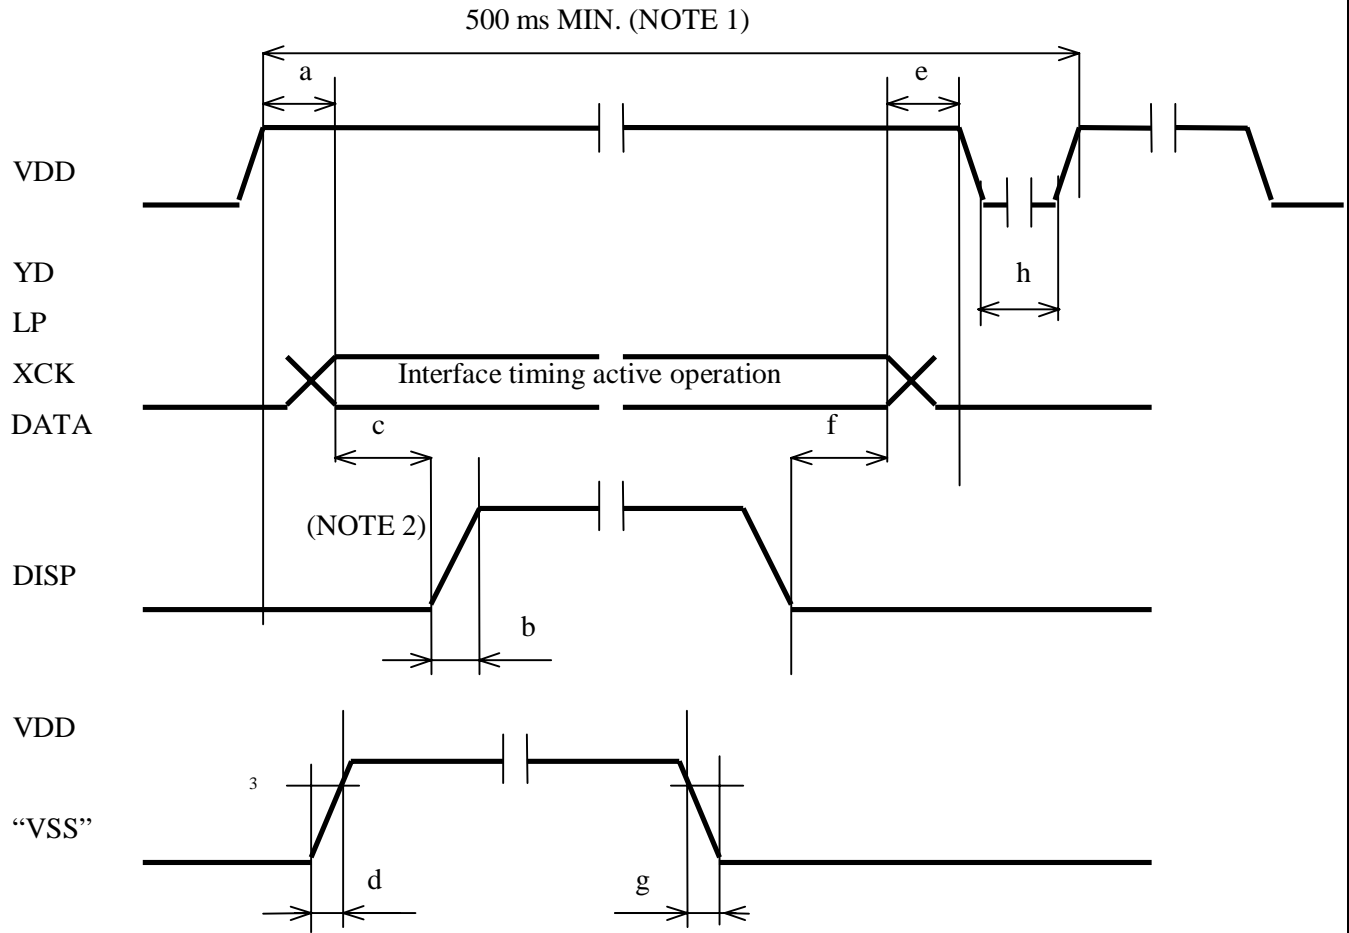 500 ms MIN. (NOTE 1)
a
e
VDD
YD
h
LP
XCK
Interface timing active operation
DATA
c
f
(NOTE 2)
DISP
b
VDD
3
“VSS”
d
g